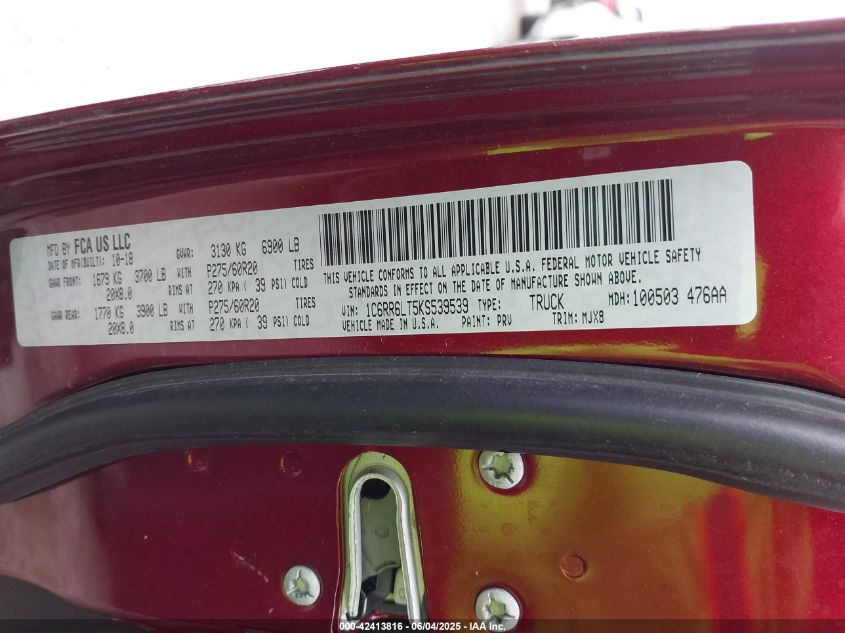 MFD BY FCA US LLC
DATE OF MFR(BUILT): 10-18
GVWR: 3130 KG 6900 LB
GAWR FRONT: 1679 KG 3700 LB WITH P275/60R20 TIRES
20X8.0 RIMS AT 270 KPA ( 39 PSI) COLD
GAWR REAR: 1770 KG 3900 LB WITH P275/60R20 TIRES
20X8.0 RIMS AT 270 KPA ( 39 PSI) COLD
THIS VEHICLE CONFORMS TO ALL APPLICABLE U.S.A. FEDERAL MOTOR VEHICLE SAFETY
STANDARDS IN EFFECT ON THE DATE OF MANUFACTURE SHOWN ABOVE.
VIN: 1C6RR6LT5KS539539 TYPE: TRUCK MDH: 100503 476AA
VEHICLE MADE IN U.S.A. PAINT: PRV TRIM: MJX8
000-42413816 - 06/04/2025 - IAA Inc.